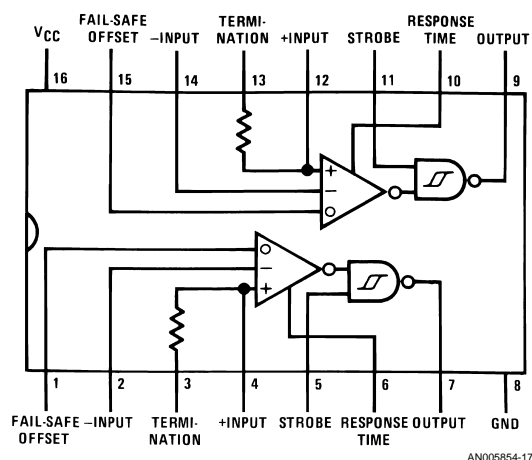 FAIL-SAFE
OFFSET
TERMI-
NATION
RESPONSE
TIME
VCC
–INPUT
+INPUT
STROBE
OUTPUT
16 15 14 13 12 11 10 9
+
–
O
O
–
+
1 2 3 4 5 6 7 8
FAIL-SAFE
OFFSET
–INPUT
TERMI-
NATION
+INPUT
STROBE
RESPONSE
TIME
OUTPUT
GND
AN005854-17